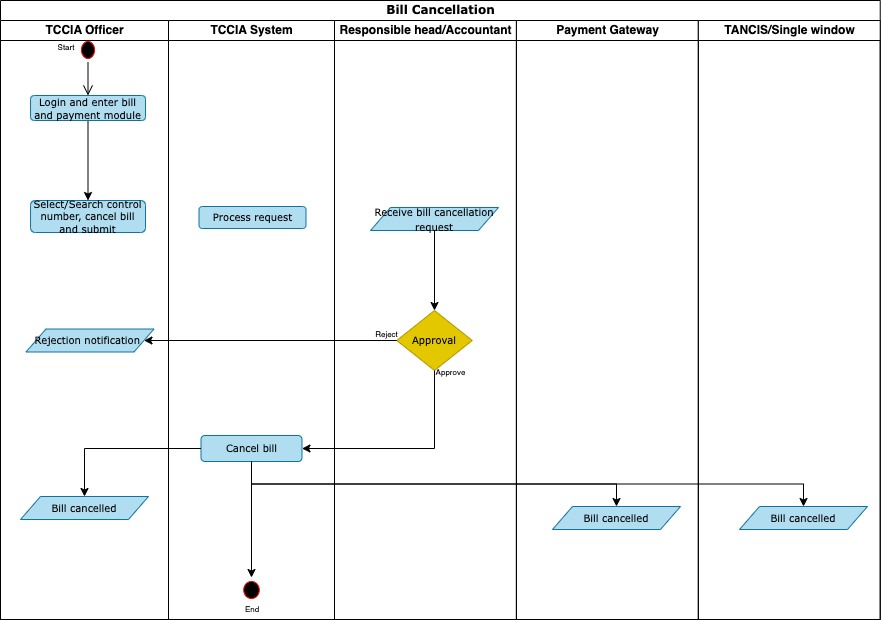 Bill Cancellation
TCCIA Officer
TCCIA System
Responsible head/Accountant
Payment Gateway
TANCIS/Single window
Start
Login and enter bill
and payment module
Select/Search control
number, cancel bill
and submit
Process request
Receive bill cancellation
request
Rejection notification
Reject
Approval
Approve
Cancel bill
Bill cancelled
Bill cancelled
Bill cancelled
End